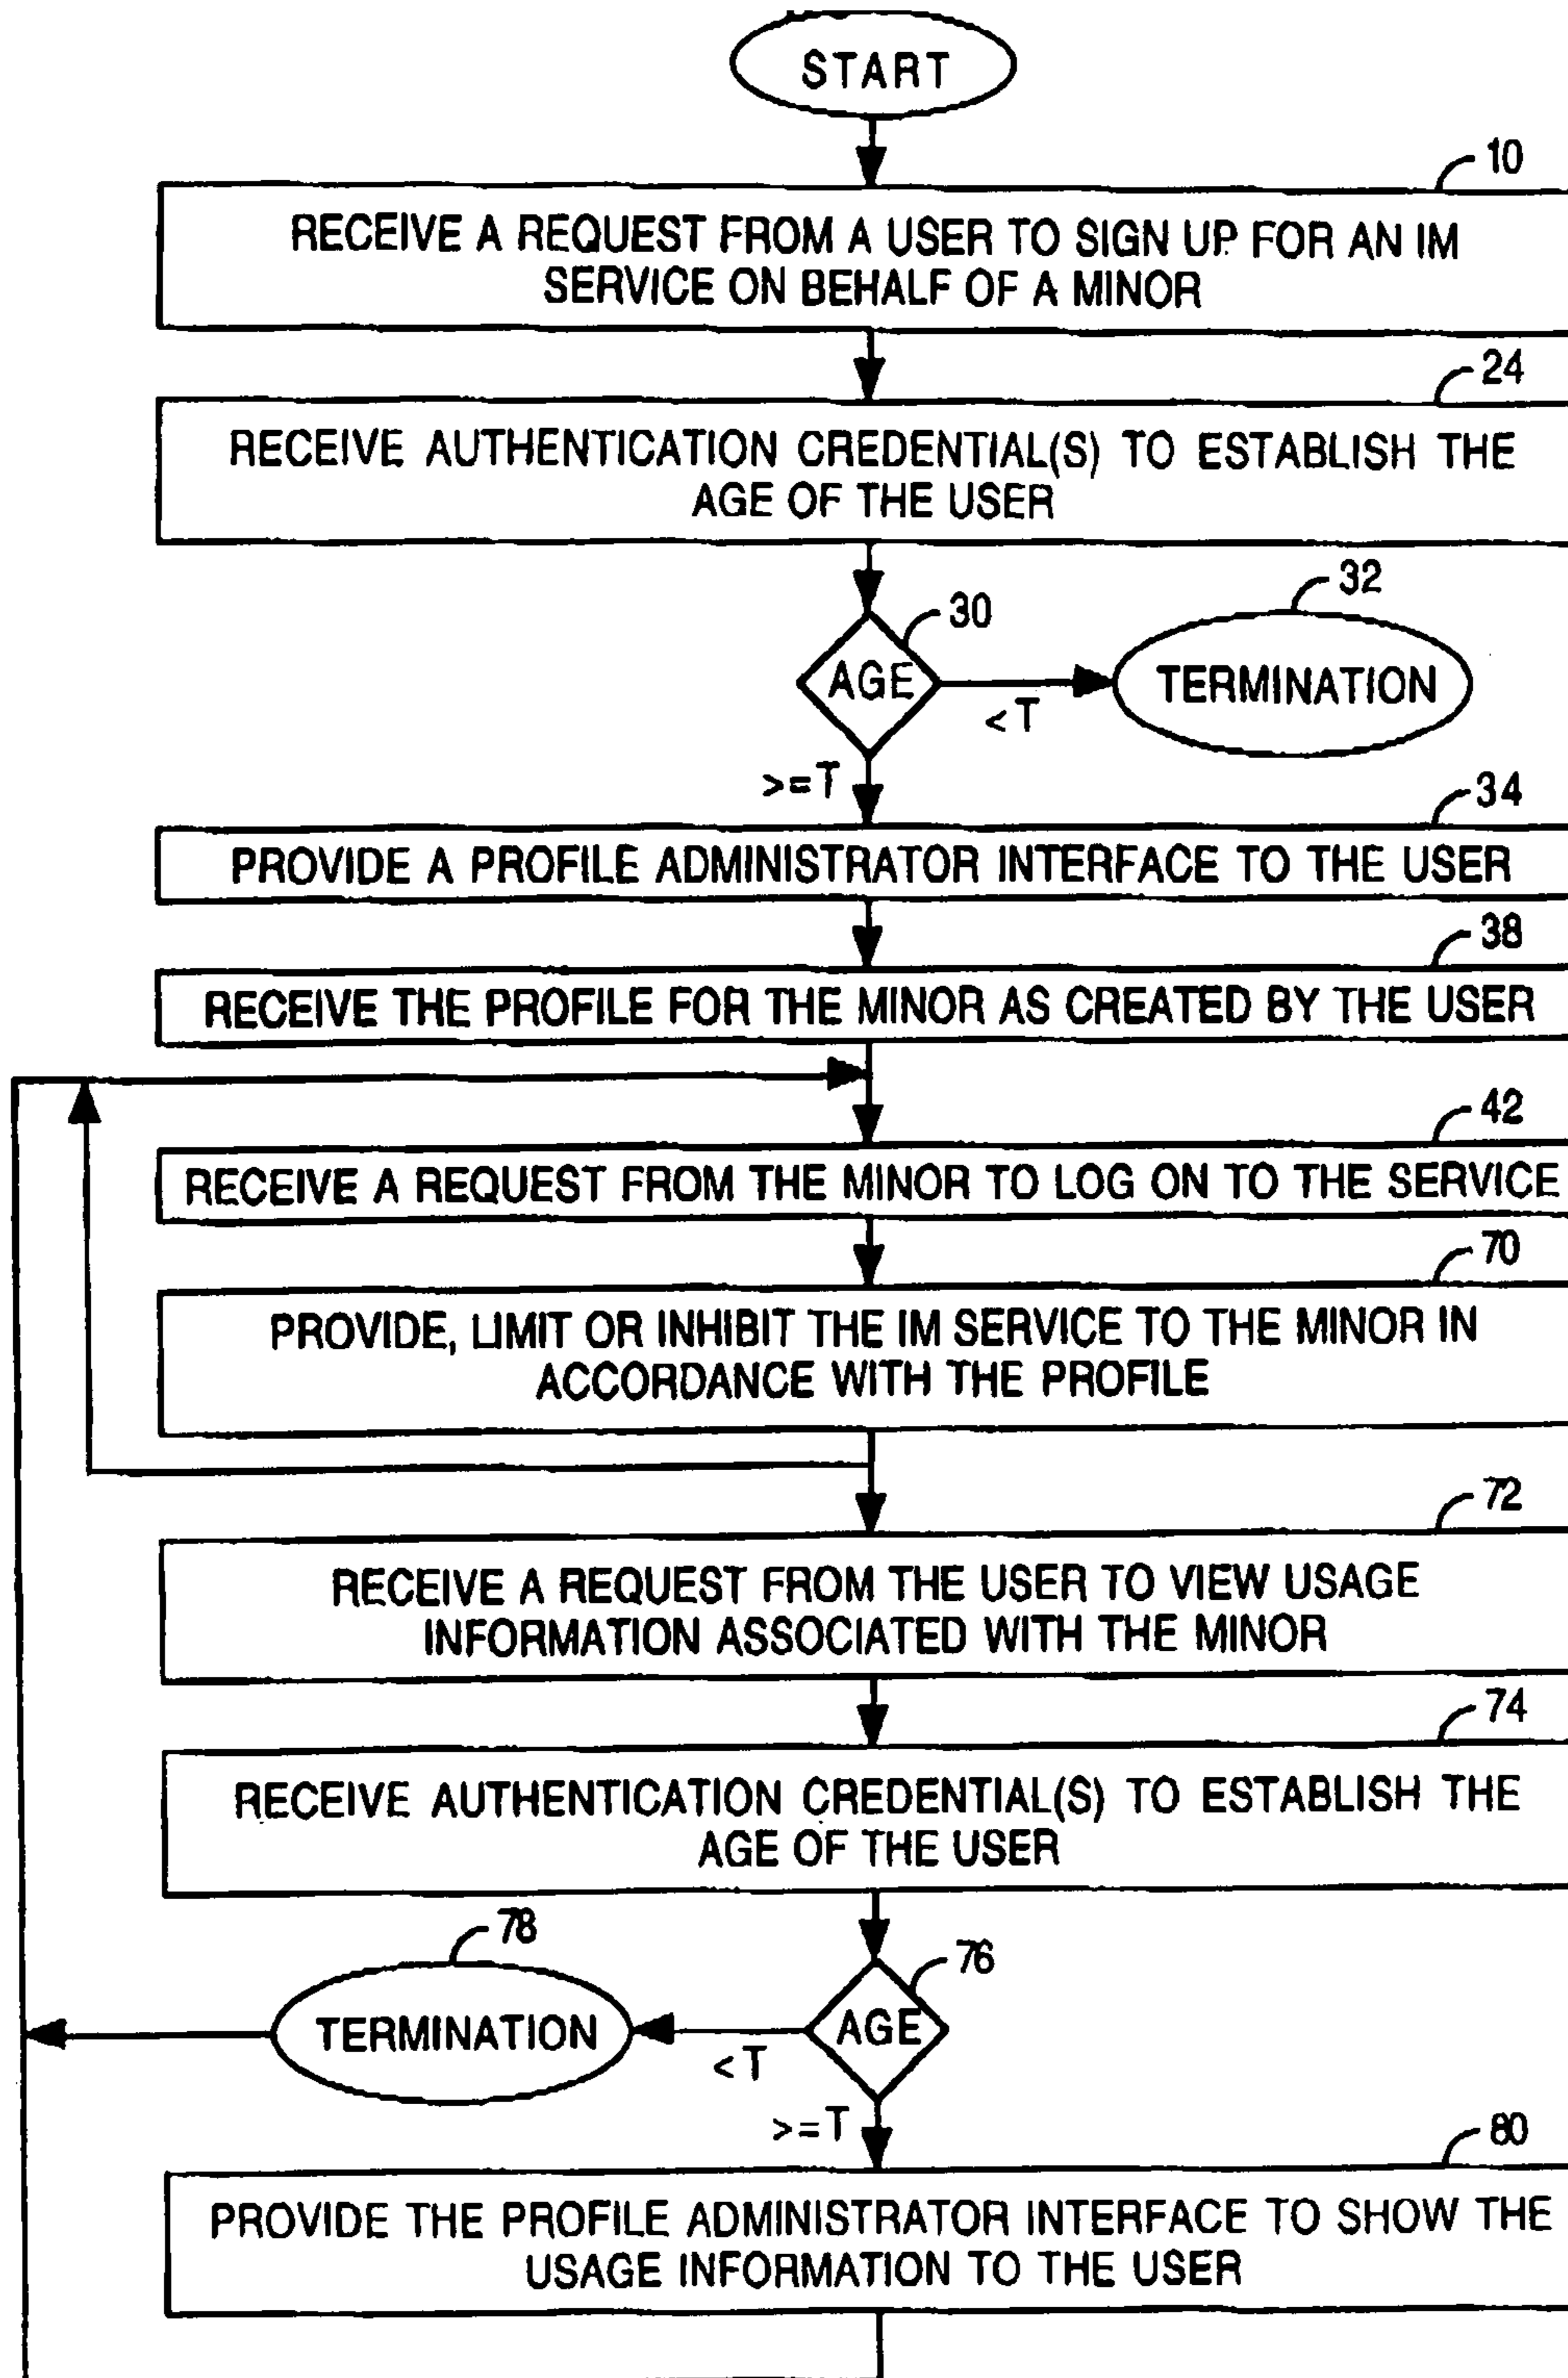 START
10
RECEIVE A REQUEST FROM A USER TO SIGN UP FOR AN IM
SERVICE ON BEHALF OF A MINOR
24
RECEIVE AUTHENTICATION CREDENTIAL(S) TO ESTABLISH THE
AGE OF THE USER
30
AGE
32
TERMINATION
<T
>=T
34
PROVIDE A PROFILE ADMINISTRATOR INTERFACE TO THE USER
38
RECEIVE THE PROFILE FOR THE MINOR AS CREATED BY THE USER
42
RECEIVE A REQUEST FROM THE MINOR TO LOG ON TO THE SERVICE
70
PROVIDE, LIMIT OR INHIBIT THE IM SERVICE TO THE MINOR IN
ACCORDANCE WITH THE PROFILE
72
RECEIVE A REQUEST FROM THE USER TO VIEW USAGE
INFORMATION ASSOCIATED WITH THE MINOR
74
RECEIVE AUTHENTICATION CREDENTIAL(S) TO ESTABLISH THE
AGE OF THE USER
78
TERMINATION
76
AGE
<T
>=T
80
PROVIDE THE PROFILE ADMINISTRATOR INTERFACE TO SHOW THE
USAGE INFORMATION TO THE USER